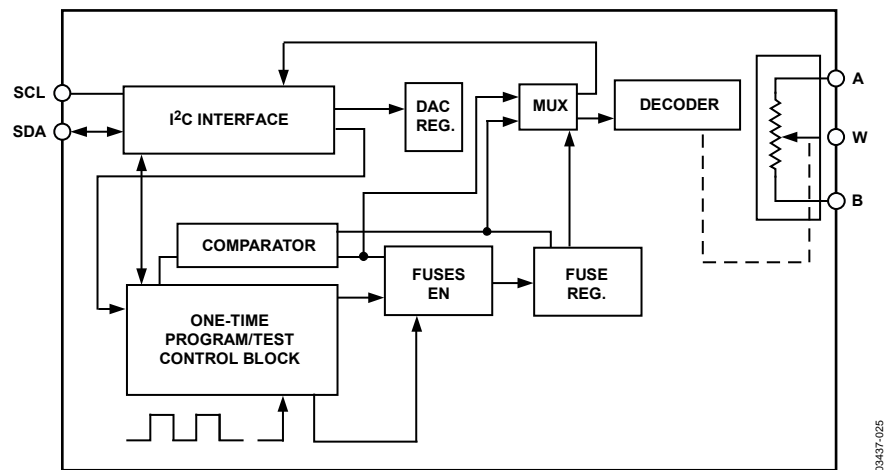 SCL
SDA
I²C INTERFACE
DAC
REG.
MUX
DECODER
A
W
B
COMPARATOR
FUSES
EN
FUSE
REG.
ONE-TIME
PROGRAM/TEST
CONTROL BLOCK
03437-025